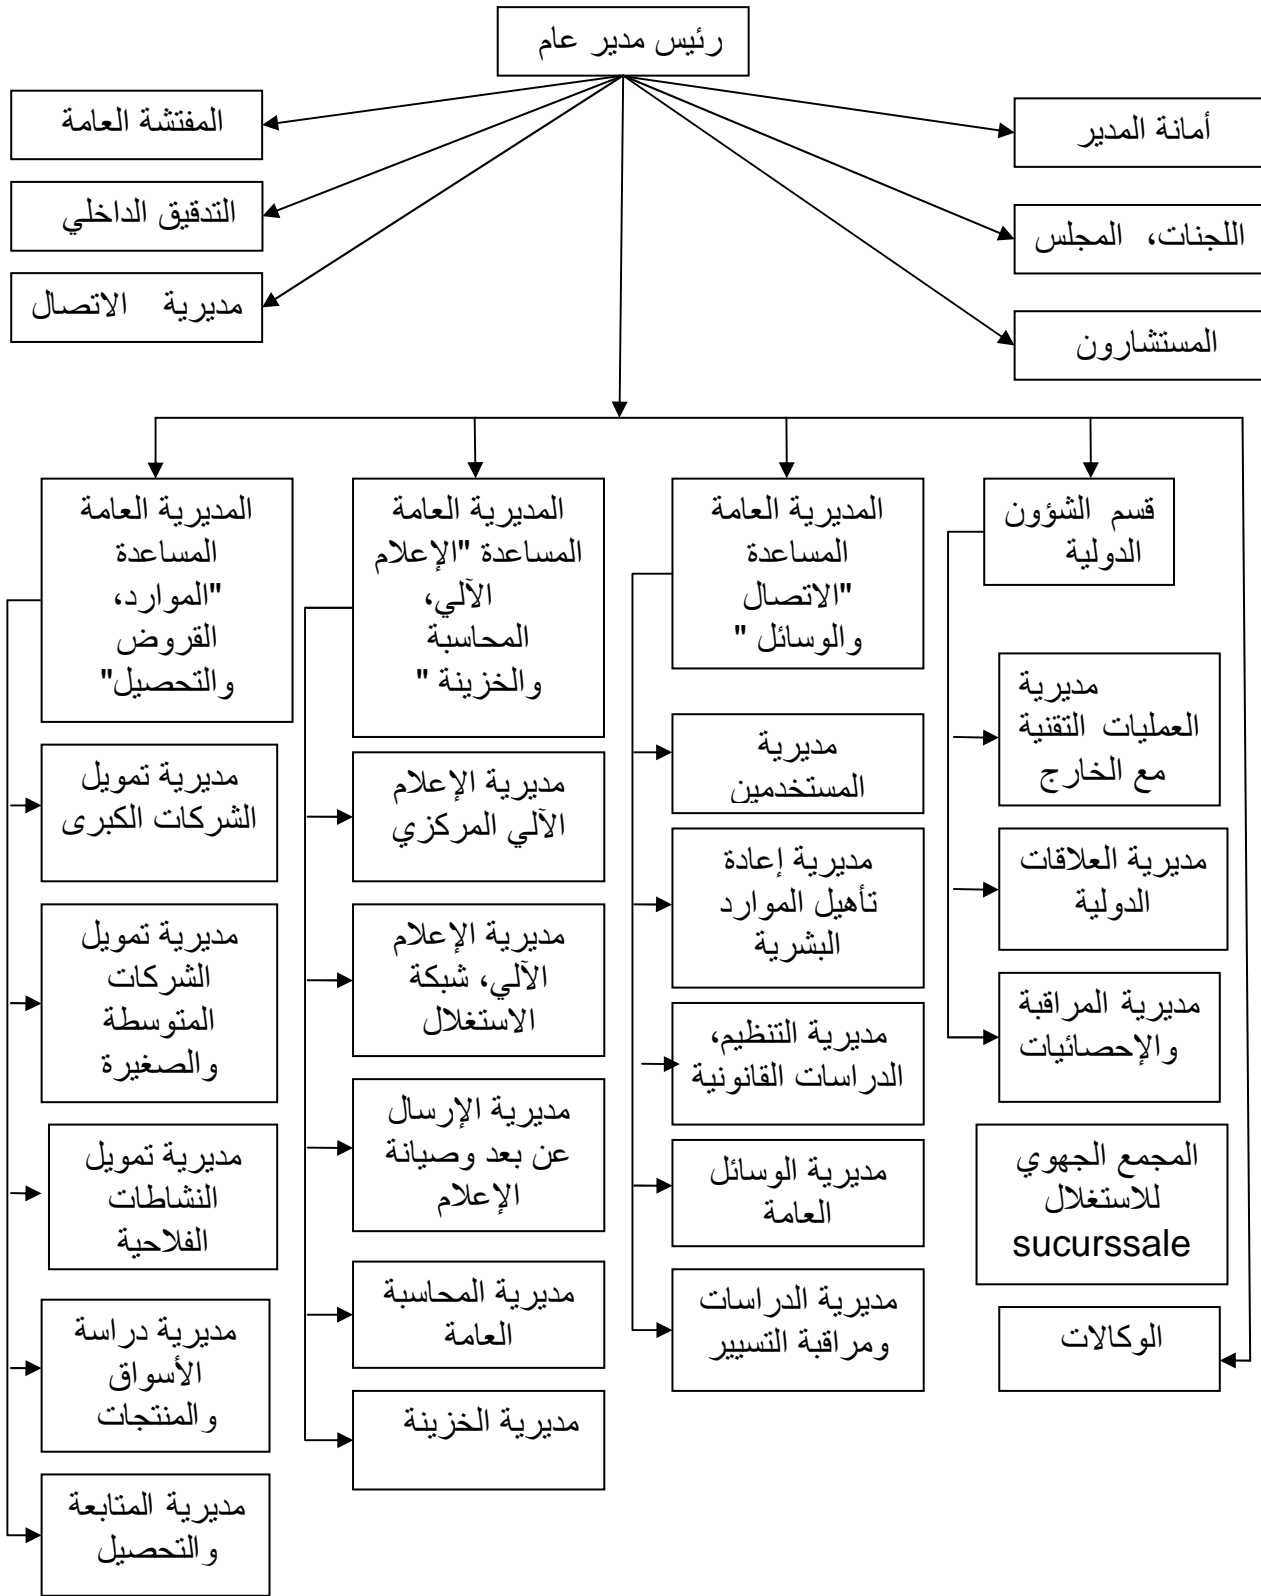 رئيس مدير عام
أمانة المدير
المفتشة العامة
اللجنات، المجلس
التدقيق الداخلي
المستشارون
مديرية الاتصال
قسم الشؤون
الدولية
مديرية
العمليات التقنية
مع الخارج
مديرية العلاقات
الدولية
مديرية المراقبة
والإحصائيات
المجمع الجهوي
للاستغلال
sucurssale
الوكالات
المديرية العامة
المساعدة
"الاتصال
والوسائل "
مديرية
المستخدمين
مديرية إعادة
تأهيل الموارد
البشرية
مديرية التنظيم،
الدراسات القانونية
مديرية الوسائل
العامة
مديرية الدراسات
ومراقبة التسيير
المديرية العامة
المساعدة "الإعلام
الآلي،
المحاسبة
والخزينة "
مديرية الإعلام
الآلي المركزي
مديرية الإعلام
الآلي، شبكة
الاستغلال
مديرية الإرسال
عن بعد وصيانة
الإعلام
مديرية المحاسبة
العامة
مديرية الخزينة
المديرية العامة
المساعدة
"الموارد،
القروض
والتحصيل"
مديرية تمويل
الشركات الكبرى
مديرية تمويل
الشركات
المتوسطة
والصغيرة
مديرية تمويل
النشاطات
الفلاحية
مديرية دراسة
الأسواق
والمنتجات
مديرية المتابعة
والتحصيل